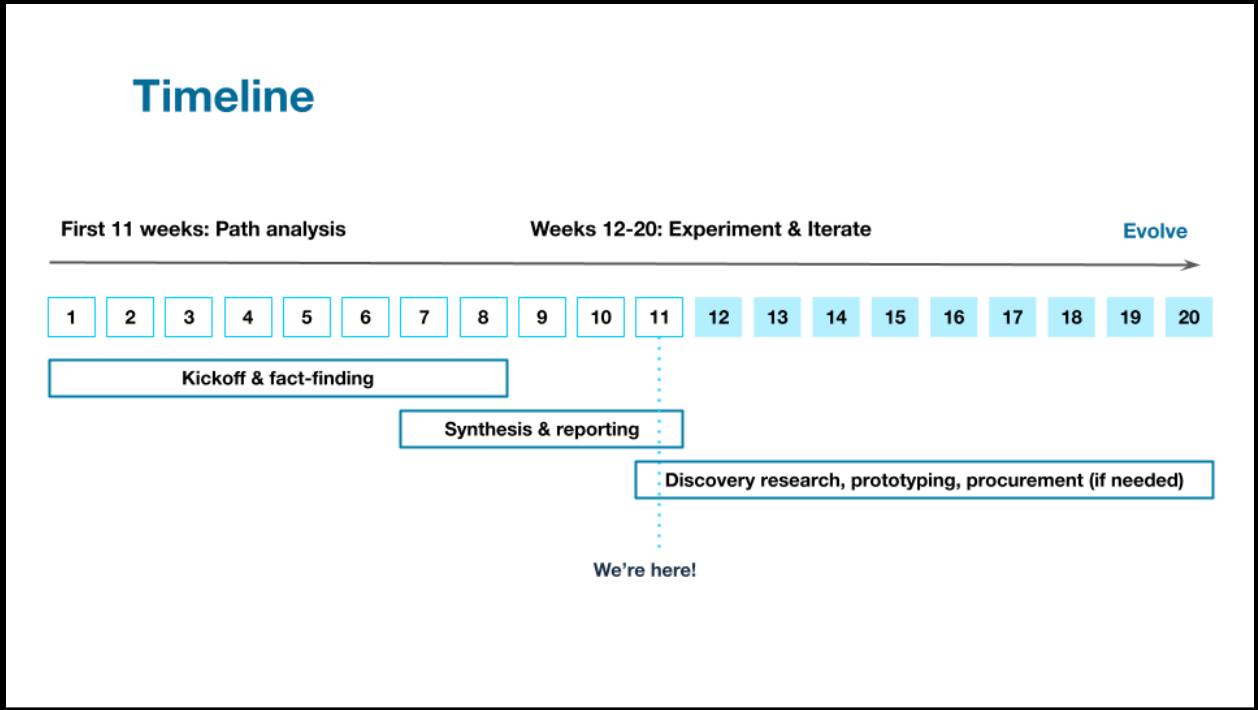 Timeline
First 11 weeks: Path analysis Weeks 12-20: Experiment & Iterate Evolve
1 2 3 4 5 6 7 8 9 10 11 12 13 14 15 16 17 18 19 20
Kickoff & fact-finding
Synthesis & reporting
Discovery research, prototyping, procurement (if needed)
We’re here!